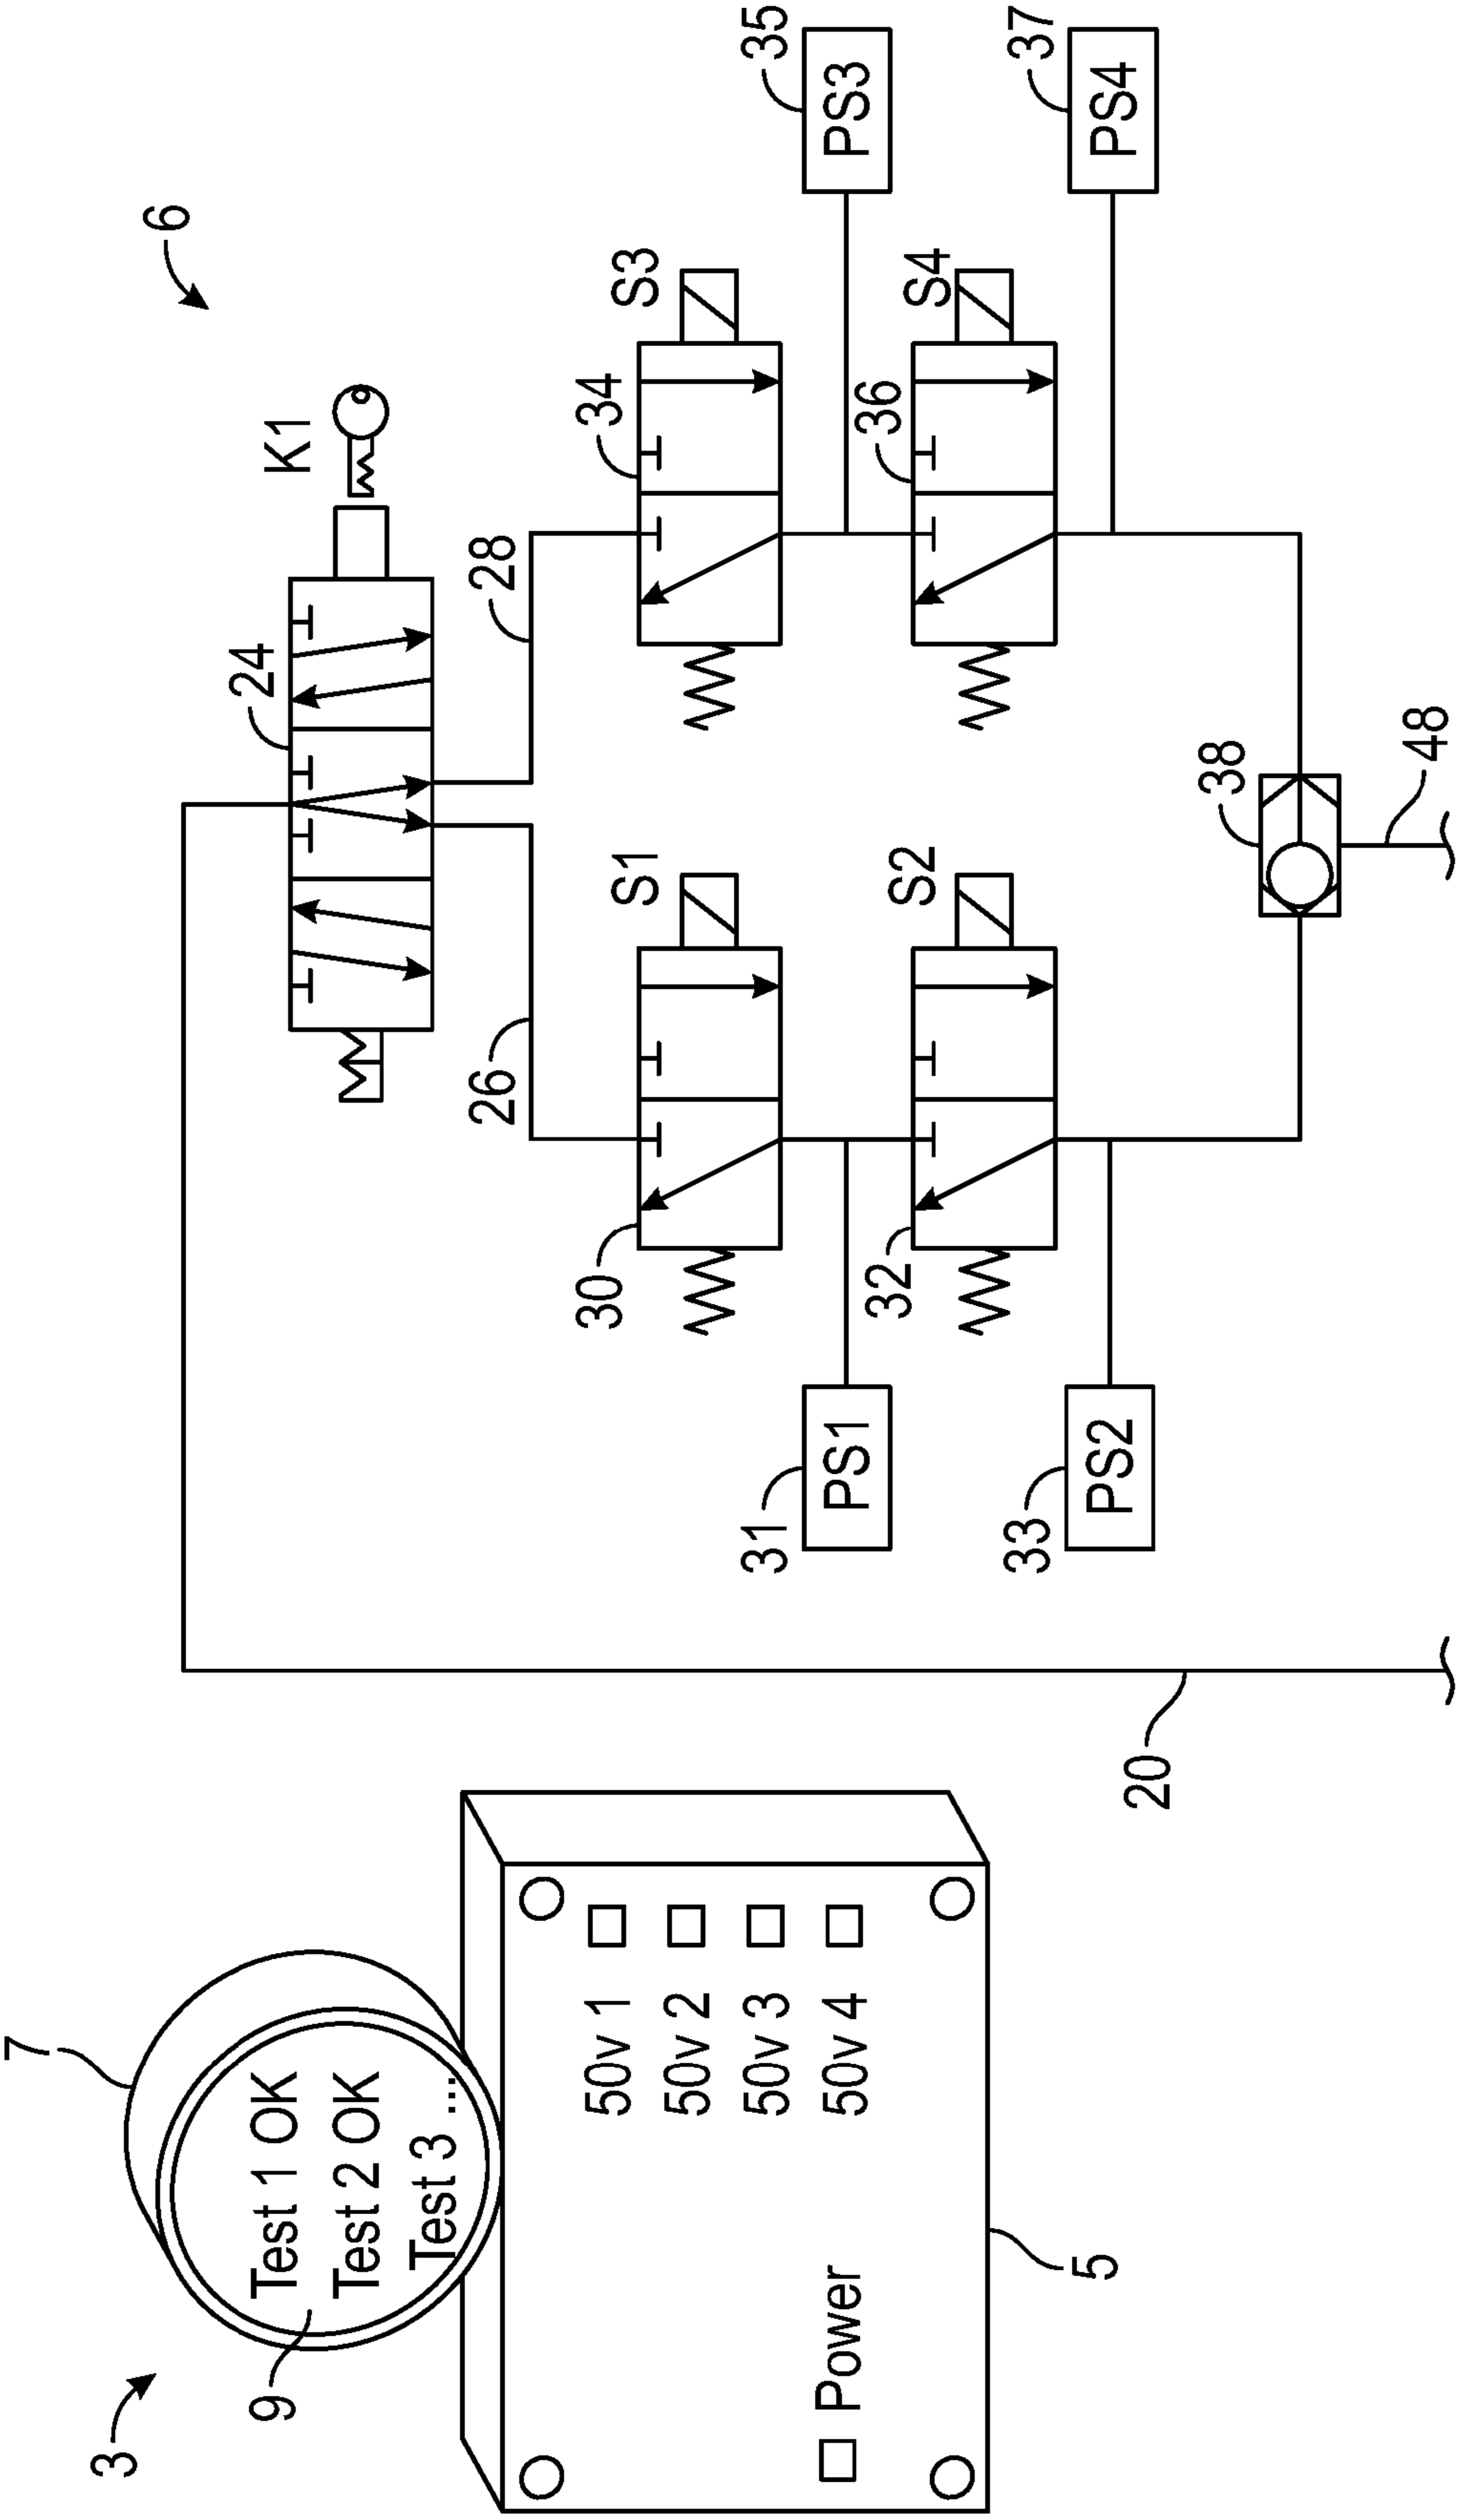 3
7
9
Test 1 OK
Test 2 OK
Test 3 ...
50v 1
50v 2
50v 3
50v 4
Power
5
20
6
K1
24
26
28
S1
30
S3
34
31
PS1
35
PS3
S2
32
S4
36
33
PS2
37
PS4
38
48